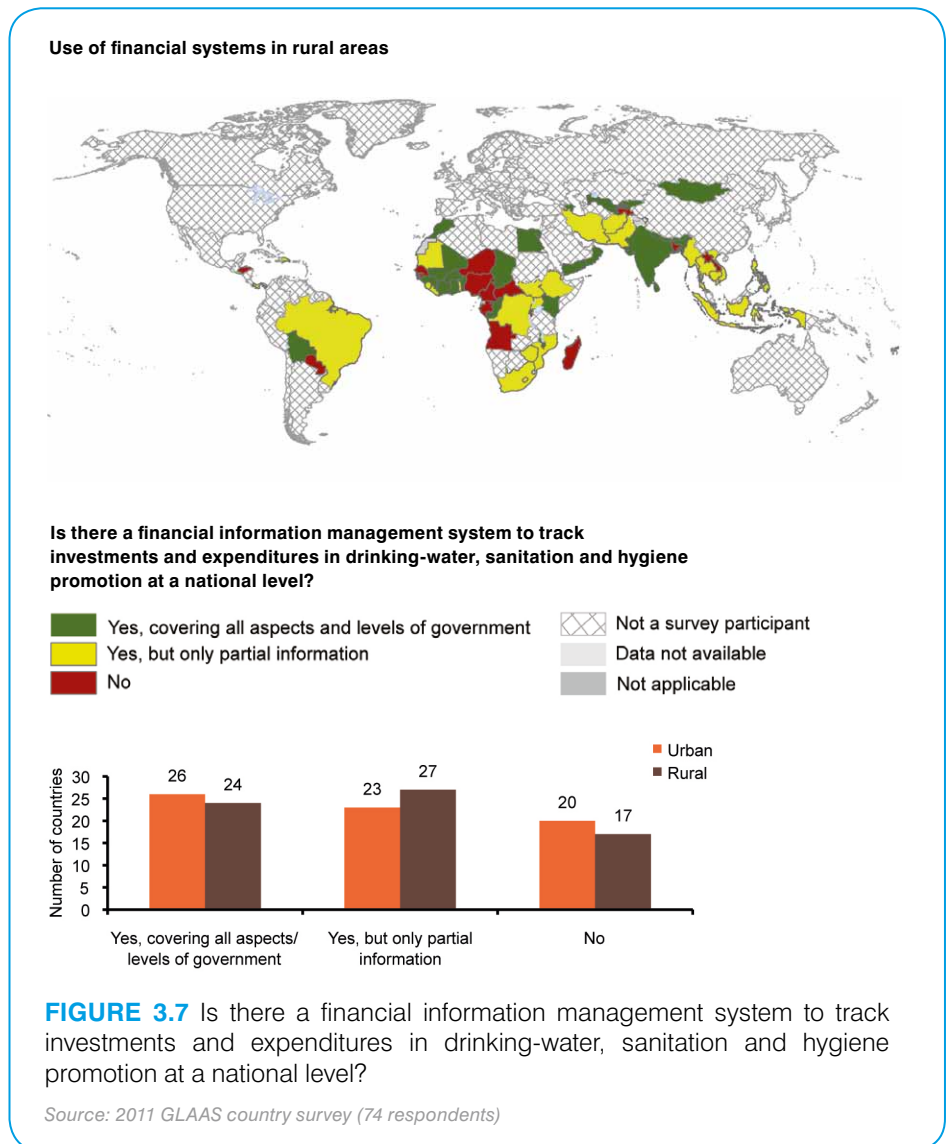 Use of financial systems in rural areas
Is there a financial information management system to track
investments and expenditures in drinking-water, sanitation and hygiene
promotion at a national level?
Yes, covering all aspects and levels of government
Yes, but only partial information
No
Not a survey participant
Data not available
Not applicable
Urban
Rural
Number of countries
30
25
20
15
10
5
0
26
24
23
27
20
17
Yes, covering all aspects/
levels of government
Yes, but only partial
information
No
FIGURE 3.7 Is there a financial information management system to track
investments and expenditures in drinking-water, sanitation and hygiene
promotion at a national level?
Source: 2011 GLAAS country survey (74 respondents)